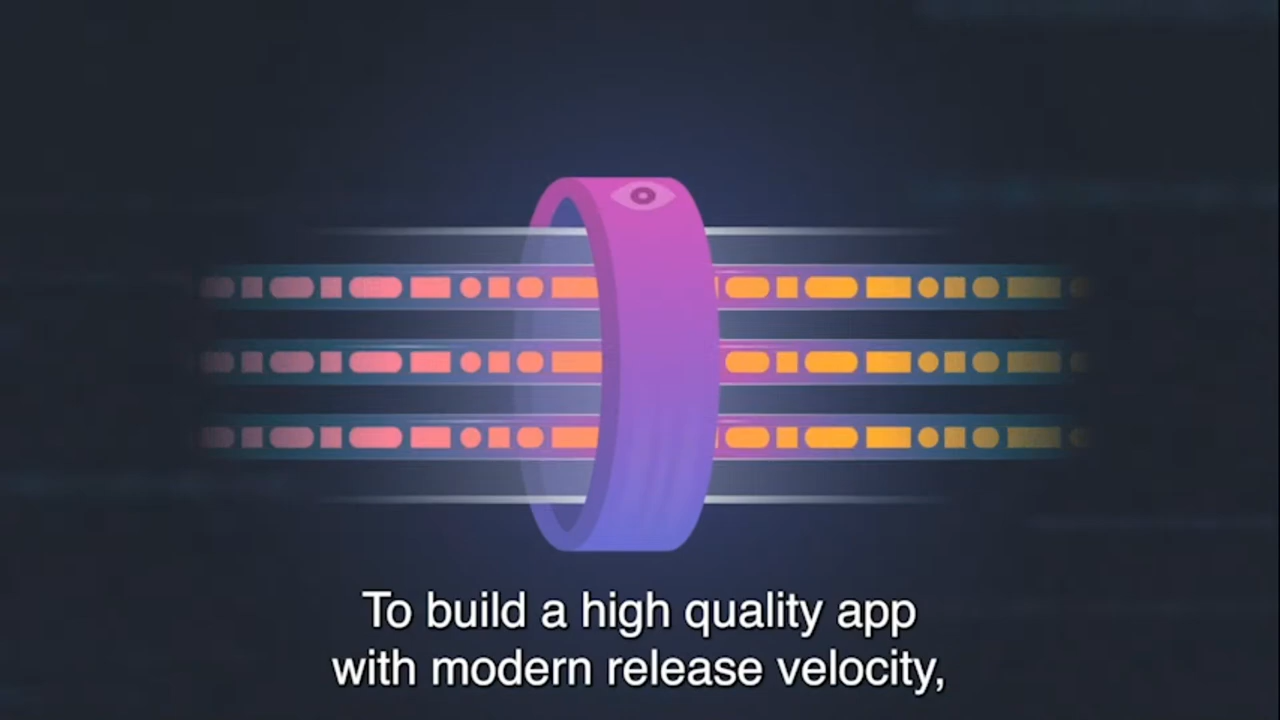 To build a high quality app
with modern release velocity,